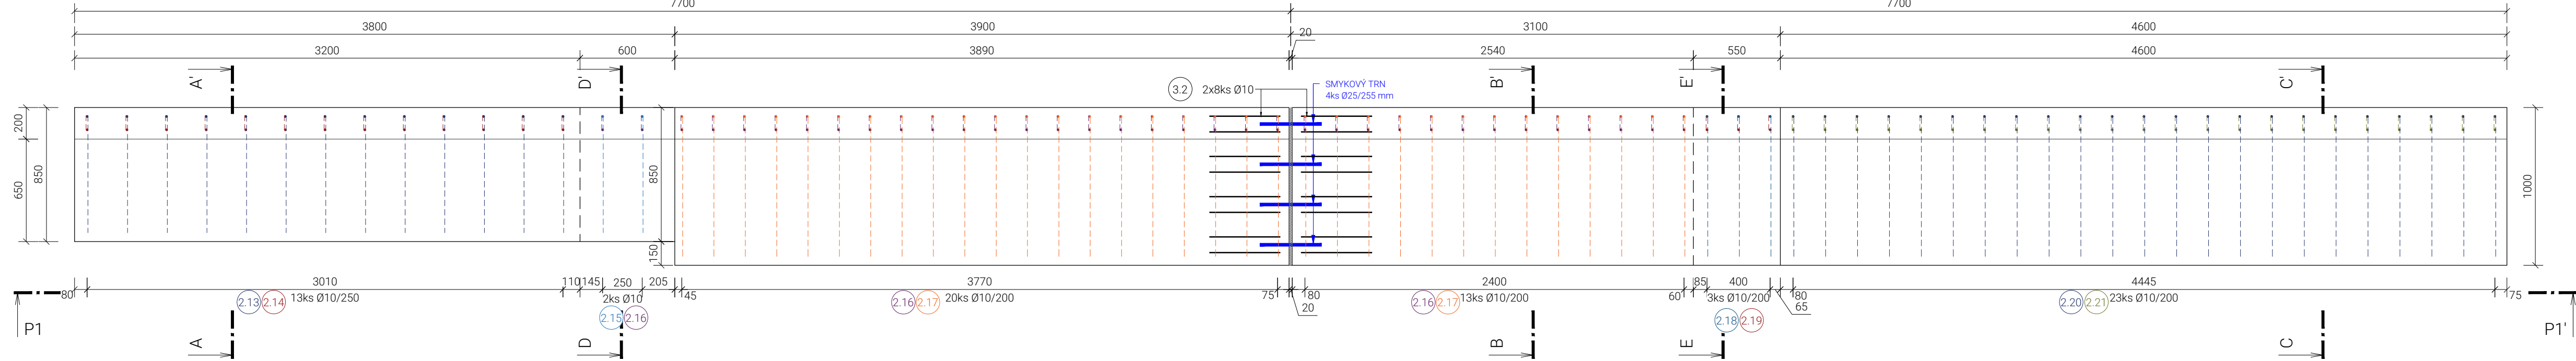 7700 7700
3800 3900 3100 4600
3200 600 3890 20 2540 550 4600
A' D' B' E' C'
3.2 2x8ks Ø10
SMYKOVÝ TRN
4ks Ø25/255 mm
200 650 850
850 150
1000
80 3010 110 145 250 205 45 3770 75 20 80 2400 60 85 400 80 65 4445 75
2.13 2.14 13ks Ø10/250
2ks Ø10
2.15 2.16
2.16 2.17 20ks Ø10/200
2.16 2.17 13ks Ø10/200
3ks Ø10/200
2.18 2.19
2.20 2.21 23ks Ø10/200
P1 P1'
A D B E C